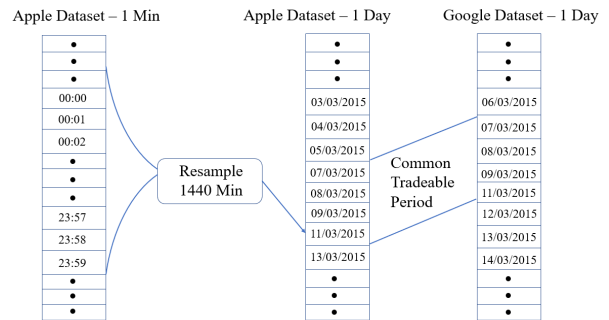 Apple Dataset – 1 Min
00:00
00:01
00:02
23:57
23:58
23:59
Resample
1440 Min
Apple Dataset – 1 Day
03/03/2015
04/03/2015
05/03/2015
07/03/2015
08/03/2015
09/03/2015
11/03/2015
13/03/2015
Common
Tradeable
Period
Google Dataset – 1 Day
06/03/2015
07/03/2015
08/03/2015
09/03/2015
11/03/2015
12/03/2015
13/03/2015
14/03/2015